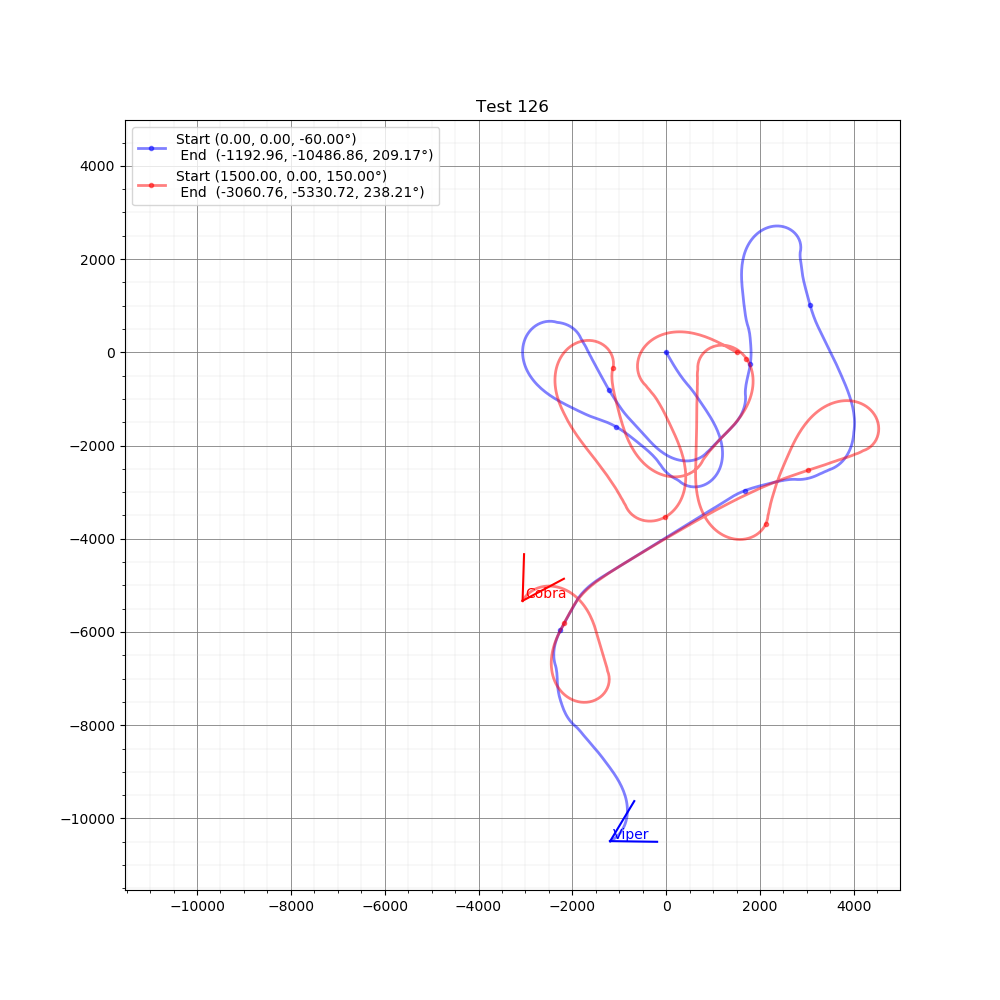 Test 126
Start (0.00, 0.00, -60.00°)
End  (-1192.96, -10486.86, 209.17°)
Start (1500.00, 0.00, 150.00°)
End  (-3060.76, -5330.72, 238.21°)
4000
2000
0
−2000
−4000
Cobra
−6000
−8000
−10000
Viper
−10000 −8000 −6000 −4000 −2000 0 2000 4000